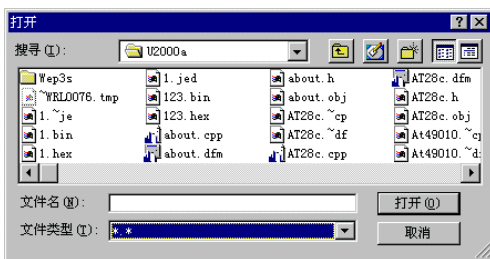 打开
搜寻(I): U2000a
Wep3s 1.jed about.h AT28c.dfm
~WRL0076.tmp 123.bin about.obj AT28c.h
1.~je 123.hex AT28c.~cp AT28c.obj
1.bin about.cpp AT28c.~df At49010.~cp
1.hex about.dfm AT28c.cpp At49010.~d
文件名(N): 打开(O)
文件类型(T): *.* 取消